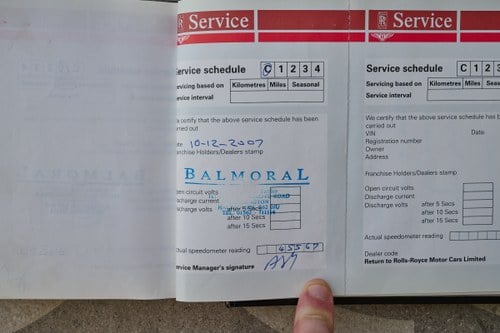 Service
Service schedule C 1 2 3 4
Servicing based on Kilometres Miles Seasonal
Service interval
We certify that the above service schedule has been
carried out
Date 10-12-2007
Franchise Holders/Dealers stamp
BALMORAL
Open circuit volts
Discharge current
Discharge volts after 5 Secs
after 10 Secs
after 15 Secs
Actual speedometer reading
Service Manager's signature
Service
Service schedule C 1 2 3 4
Servicing based on Kilometres Miles
Service interval
We certify that the above service schedule
carried out
VIN Date
Registration number
Owner
Address
Franchise Holders/Dealers stamp
Open circuit volts
Discharge current
Discharge volts after 5 Secs
after 10 Secs
after 15 Secs
Actual speedometer reading
Dealer code
Return to Rolls-Royce Motor Cars Limited